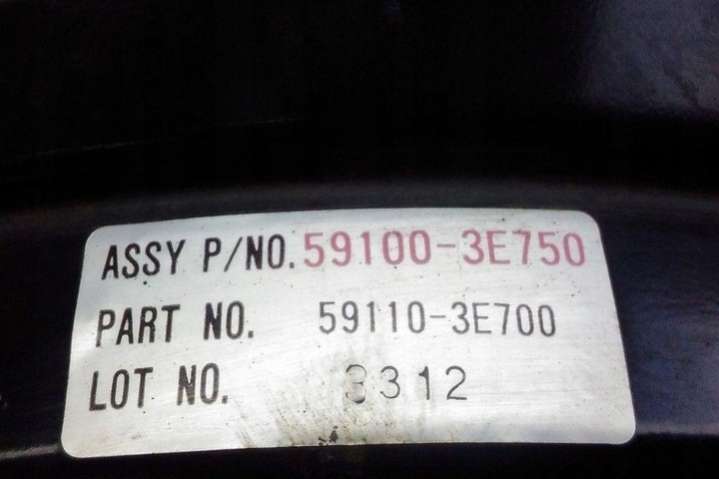 ASSY P/NO. 59100-3E750
PART NO. 59110-3E700
LOT NO. 3312